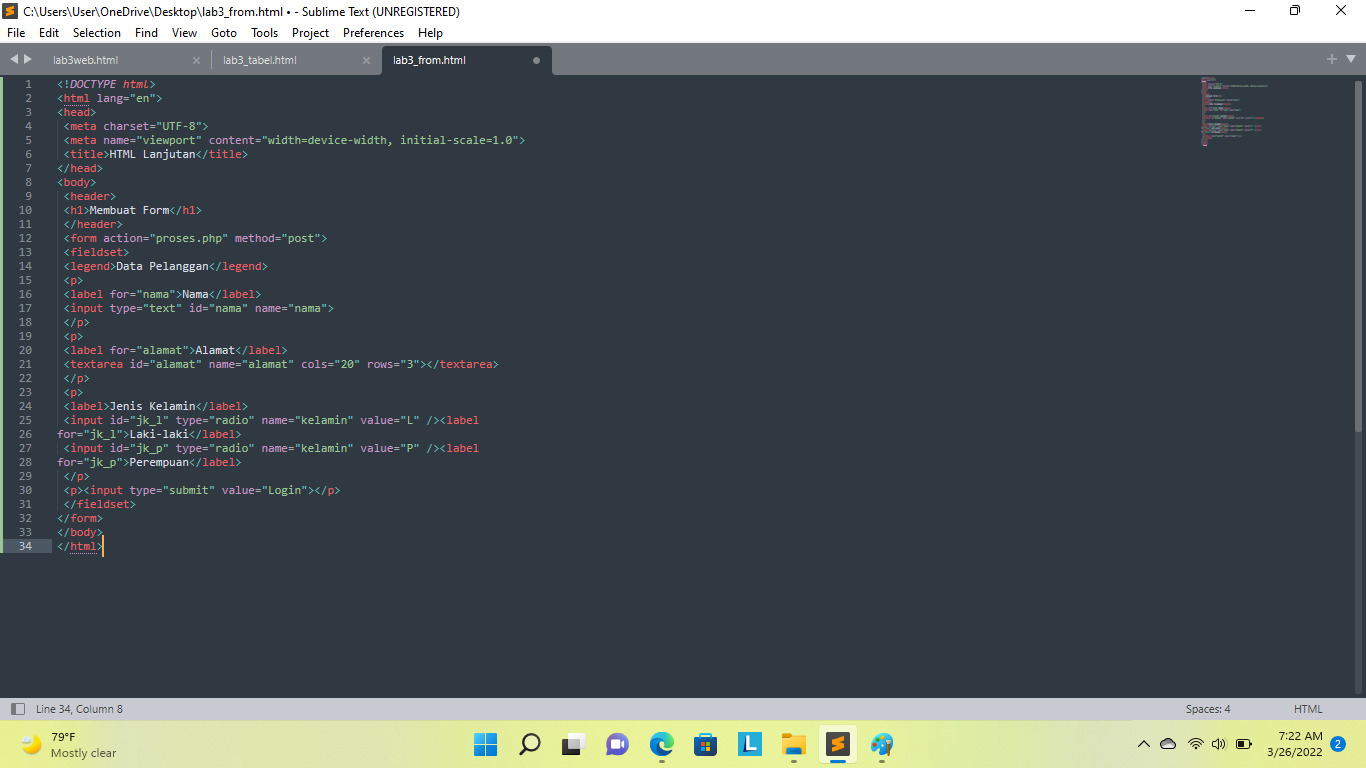 C:\Users\User\OneDrive\Desktop\lab3_from.html • - Sublime Text (UNREGISTERED)
File Edit Selection Find View Goto Tools Project Preferences Help
lab3web.html lab3_tabel.html lab3_from.html
1 <!DOCTYPE html>
2 <html lang="en">
3 <head>
4 <meta charset="UTF-8">
5 <meta name="viewport" content="width=device-width, initial-scale=1.0">
6 <title>HTML Lanjutan</title>
7 </head>
8 <body>
9 <header>
10 <h1>Membuat Form</h1>
11 </header>
12 <form action="proses.php" method="post">
13 <fieldset>
14 <legend>Data Pelanggan</legend>
15 <p>
16 <label for="nama">Nama</label>
17 <input type="text" id="nama" name="nama">
18 </p>
19 <p>
20 <label for="alamat">Alamat</label>
21 <textarea id="alamat" name="alamat" cols="20" rows="3"></textarea>
22 </p>
23 <p>
24 <label>Jenis Kelamin</label>
25 <input id="jk_l" type="radio" name="kelamin" value="L" /><label
26 for="jk_l">Laki-laki</label>
27 <input id="jk_p" type="radio" name="kelamin" value="P" /><label
28 for="jk_p">Perempuan</label>
29 </p>
30 <p><input type="submit" value="Login"></p>
31 </fieldset>
32 </form>
33 </body>
34 </html>
Line 34, Column 8 Spaces: 4 HTML
79°F
Mostly clear
L
7:22 AM
3/26/2022
2